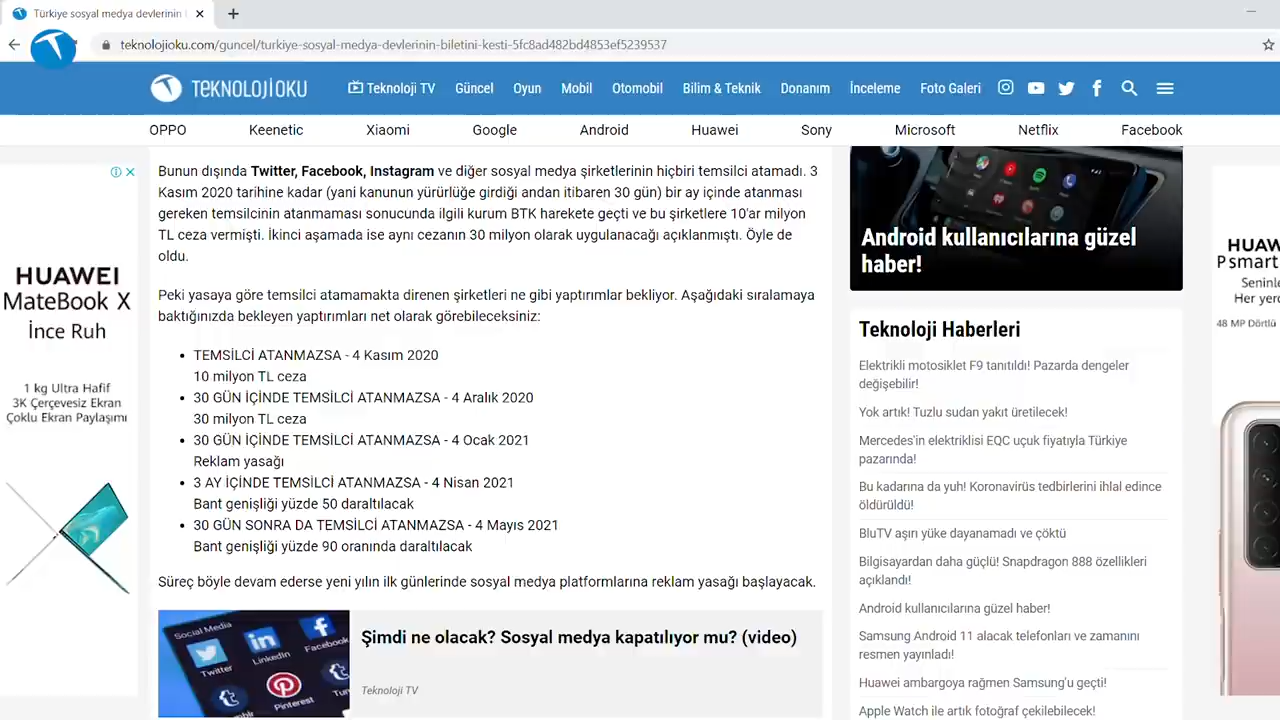 Türkiye sosyal medya devlerinin
teknolojioku.com/guncel/turkiye-sosyal-medya-devlerinin-biletini-kesti-5fc8ad482bd4853ef5239537
TEKNOLOJİOKU
Teknoloji TV Güncel Oyun Mobil Otomobil Bilim & Teknik Donanım İnceleme Foto Galeri
OPPO Keenetic Xiaomi Google Android Huawei Sony Microsoft Netflix Facebook
Bunun dışında Twitter, Facebook, Instagram ve diğer sosyal medya şirketlerinin hiçbiri temsilci atamadı. 3
Kasım 2020 tarihine kadar (yani kanunun yürürlüğe girdiği andan itibaren 30 gün) bir ay içinde atanması
gereken temsilcinin atanmaması sonucunda ilgili kurum BTK harekete geçti ve bu şirketlere 10'ar milyon
TL ceza vermişti. İkinci aşamada ise aynı cezanın 30 milyon olarak uygulanacağı açıklanmıştı. Öyle de
oldu.
Peki yasaya göre temsilci atamamakta direnen şirketleri ne gibi yaptırımlar bekliyor. Aşağıdaki sıralamaya
baktığınızda bekleyen yaptırımları net olarak görebileceksiniz:
• TEMSİLCİ ATANMAZSA - 4 Kasım 2020
10 milyon TL ceza
• 30 GÜN İÇİNDE TEMSİLCİ ATANMAZSA - 4 Aralık 2020
30 milyon TL ceza
• 30 GÜN İÇİNDE TEMSİLCİ ATANMAZSA - 4 Ocak 2021
Reklam yasağı
• 3 AY İÇİNDE TEMSİLCİ ATANMAZSA - 4 Nisan 2021
Bant genişliği yüzde 50 daraltılacak
• 30 GÜN SONRA DA TEMSİLCİ ATANMAZSA - 4 Mayıs 2021
Bant genişliği yüzde 90 oranında daraltılacak
Süreç böyle devam ederse yeni yılın ilk günlerinde sosyal medya platformlarına reklam yasağı başlayacak.
Social Media
Twitter
LinkedIn
Facebook
Pinterest
Şimdi ne olacak? Sosyal medya kapatılıyor mu? (video)
Teknoloji TV
HUAWEI
MateBook X
İnce Ruh
1 kg Ultra Hafif
3K Çerçevesiz Ekran
Çoklu Ekran Paylaşımı
Android kullanıcılarına güzel
haber!
Teknoloji Haberleri
Elektrikli motosiklet F9 tanıtıldı! Pazarda dengeler
değişebilir!
Yok artık! Tuzlu sudan yakıt üretilecek!
Mercedes'in elektriklisi EQC uçuk fiyatıyla Türkiye
pazarında!
Bu kadarına da yuh! Koronavirüs tedbirlerini ihlal edince
öldürüldü!
BluTV aşırı yüke dayanamadı ve çöktü
Bilgisayardan daha güçlü! Snapdragon 888 özellikleri
açıklandı!
Android kullanıcılarına güzel haber!
Samsung Android 11 alacak telefonları ve zamanını
resmen yayınladı!
Huawei ambargoya rağmen Samsung'u geçti!
Apple Watch ile artık fotoğraf çekilebilecek!
HUAW
P smart
Seninle
Her yerd
48 MP Dörtlü